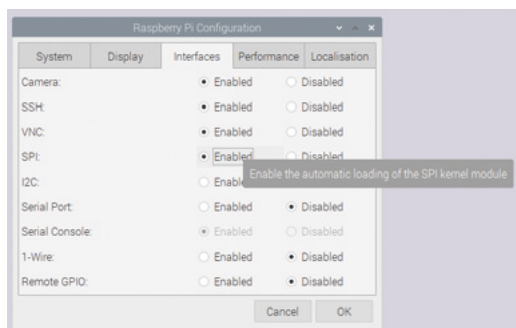 Raspberry Pi Configuration
System Display Interfaces Performance Localisation
Camera: Enabled Disabled
SSH: Enabled Disabled
VNC: Enabled Disabled
SPI: Enabled Disabled
Enable the automatic loading of the SPI kernel module
I2C: Enabl
Serial Port: Enabled Disabled
Serial Console: Enabled Disabled
1-Wire: Enabled Disabled
Remote GPIO: Enabled Disabled
Cancel OK